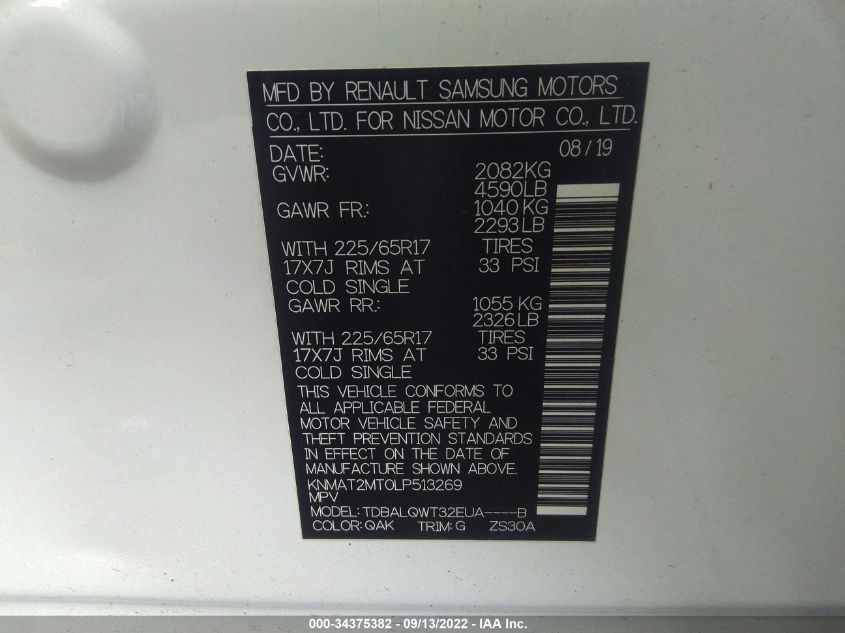 MFD BY RENAULT SAMSUNG MOTORS
CO., LTD. FOR NISSAN MOTOR CO., LTD.
DATE: 08/19
GVWR: 2082KG
4590LB
GAWR FR.: 1040KG
2293LB
WITH 225/65R17 TIRES
17X7J RIMS AT 33 PSI
COLD SINGLE
GAWR RR.: 1055KG
2326LB
WITH 225/65R17 TIRES
17X7J RIMS AT 33 PSI
COLD SINGLE
THIS VEHICLE CONFORMS TO
ALL APPLICABLE FEDERAL
MOTOR VEHICLE SAFETY AND
THEFT PREVENTION STANDARDS
IN EFFECT ON THE DATE OF
MANUFACTURE SHOWN ABOVE.
KNMAT2MT0LP513269
MPV
MODEL: TDBALQWT32EUA----B
COLOR: QAK TRIM: G ZS30A
000-34375382 - 09/13/2022 - IAA Inc.